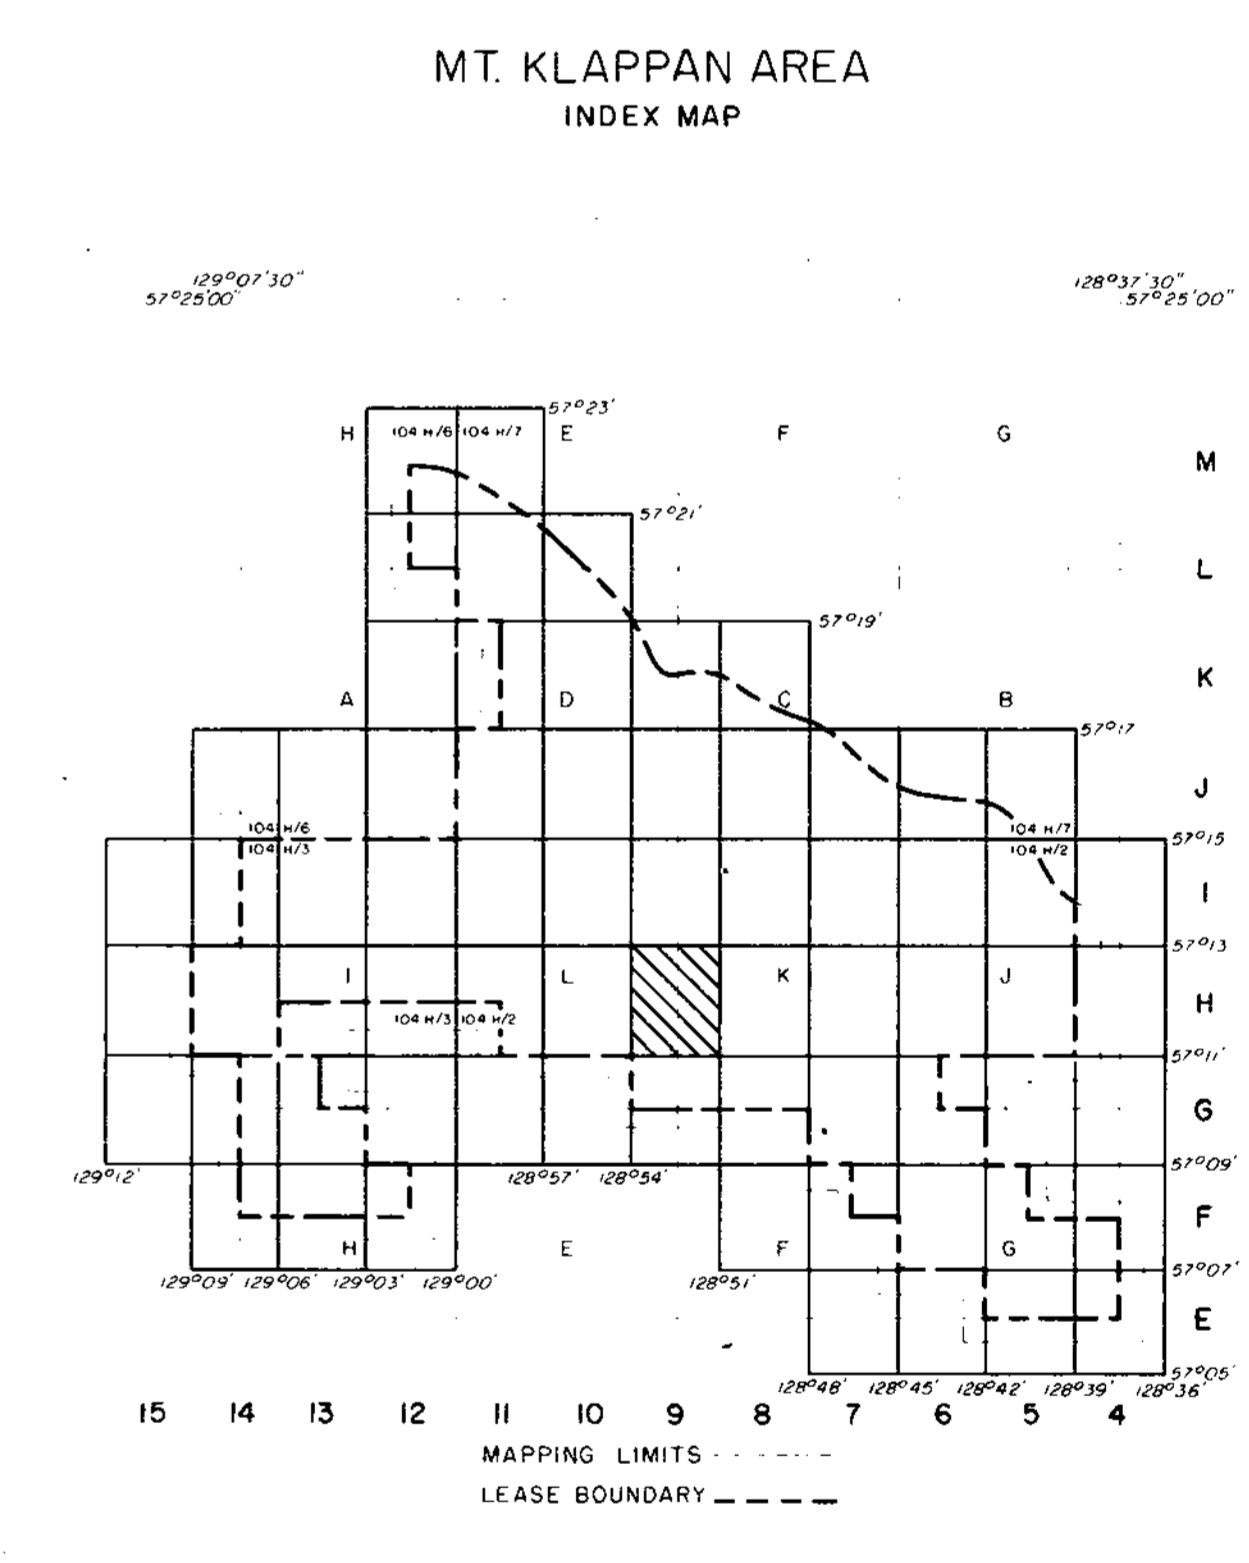 MT. KLAPPAN AREA
INDEX MAP
129°07'30" 128°37'30"
57°25'00" 57°25'00"
57°23'
H 104 H/6 104 H/7 E F G
M
57°21'
L
57°19'
K
A D C B
57°17
J
104 H/6 104 H/7
57°15
104 H/3 104 H/2
I
57°13
I L K J
H
104 H/3 104 H/2
57°11'
G
129°12' 128°57' 128°54' 57°09'
F
H E F G
129°09' 129°06' 129°03' 129°00' 128°51' 57°07'
E
57°05'
128°48' 128°45' 128°42' 128°39' 128°36'
15 14 13 12 11 10 9 8 7 6 5 4
MAPPING LIMITS
LEASE BOUNDARY